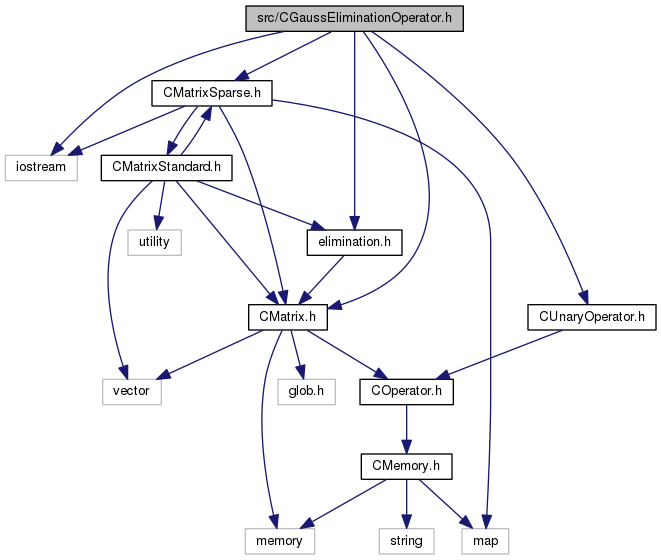 src/CGaussEliminationOperator.h
CMatrixSparse.h
iostream
CMatrixStandard.h
utility
elimination.h
CMatrix.h
CUnaryOperator.h
vector
glob.h
COperator.h
CMemory.h
memory
string
map